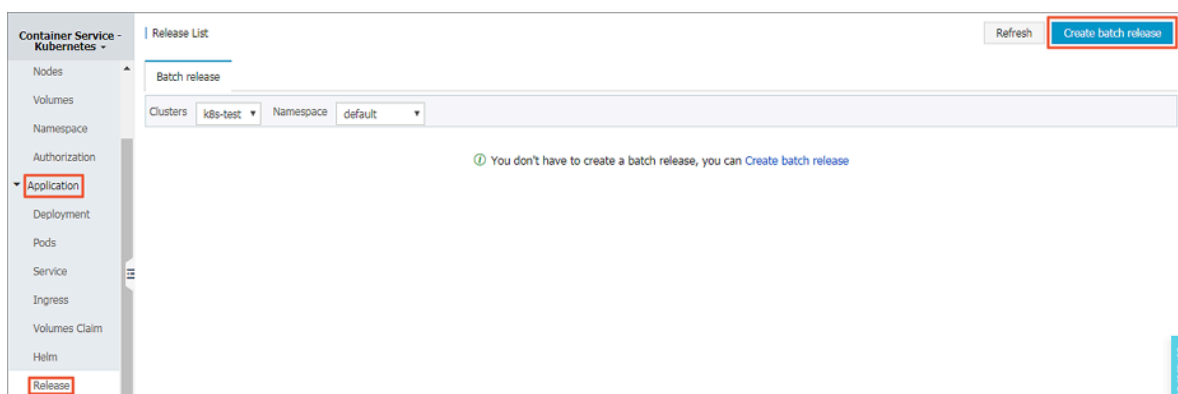 Container Service -
Kubernetes
Nodes
Volumes
Namespace
Authorization
Application
Deployment
Pods
Service
Ingress
Volumes Claim
Helm
Release
Release List
Refresh
Create batch release
Batch release
Clusters k8s-test Namespace default
You don't have to create a batch release, you can Create batch release